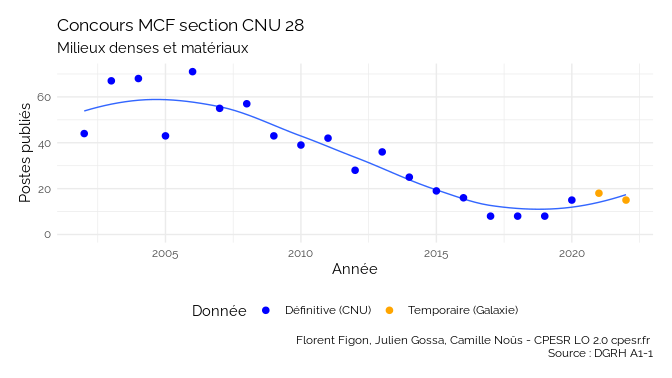 Concours MCF section CNU 28
Milieux denses et matériaux
Postes publiés
60
40
20
0
2005 2010 2015 2020
Année
Donnée Définitive (CNU) Temporaire (Galaxie)
Florent Figon, Julien Gossa, Camille Noûs - CPESR LO 2.0 cpesr.fr
Source : DGRH A1-1